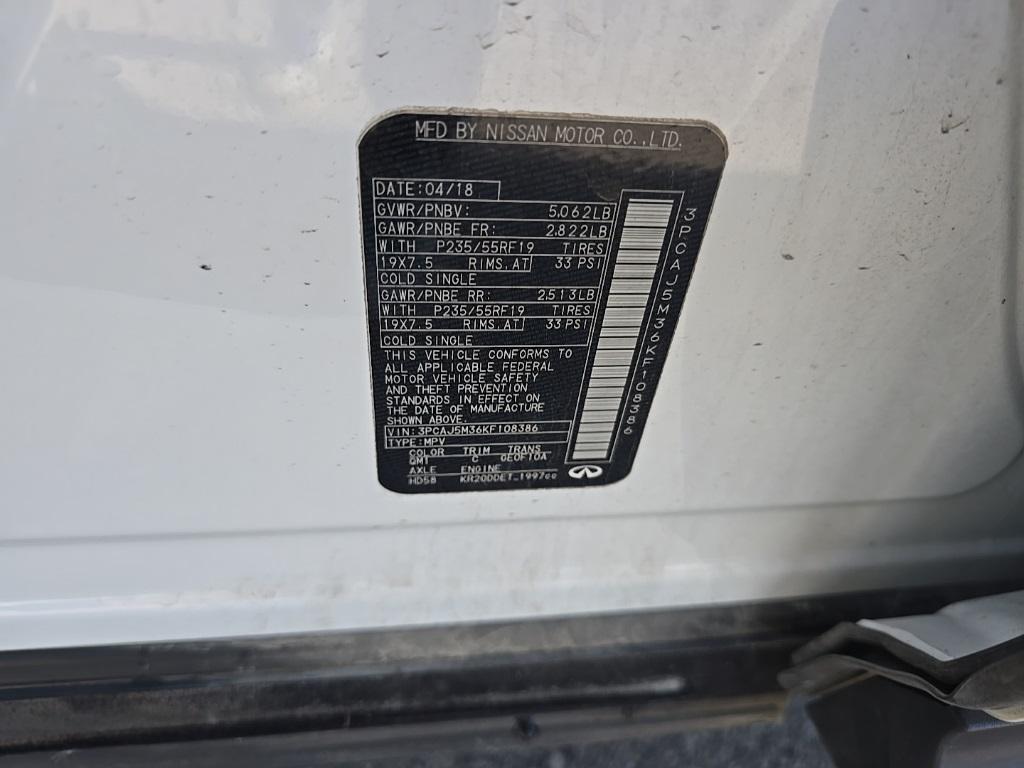 MFD BY NISSAN MOTOR CO.,LTD.
DATE:04/18
GVWR/PNBV: 5,062LB
GAWR/PNBE FR: 2,822LB
WITH P235/55RF19 TIRES
19X7.5 RIMS.AT 33 PSI
COLD SINGLE
GAWR/PNBE RR: 2,513LB
WITH P235/55RF19 TIRES
19X7.5 RIMS.AT 33 PSI
COLD SINGLE
THIS VEHICLE CONFORMS TO
ALL APPLICABLE FEDERAL
MOTOR VEHICLE SAFETY
AND THEFT PREVENTION
STANDARDS IN EFFECT ON
THE DATE OF MANUFACTURE
SHOWN ABOVE.
VIN:3PCAJ5M36KF108386
TYPE:MPV
COLOR TRIM TRANS
QM1 C GEOF10A
AXLE ENGINE
HD58 KR20DDET_1997cc
3PCAJ5M36KF108386